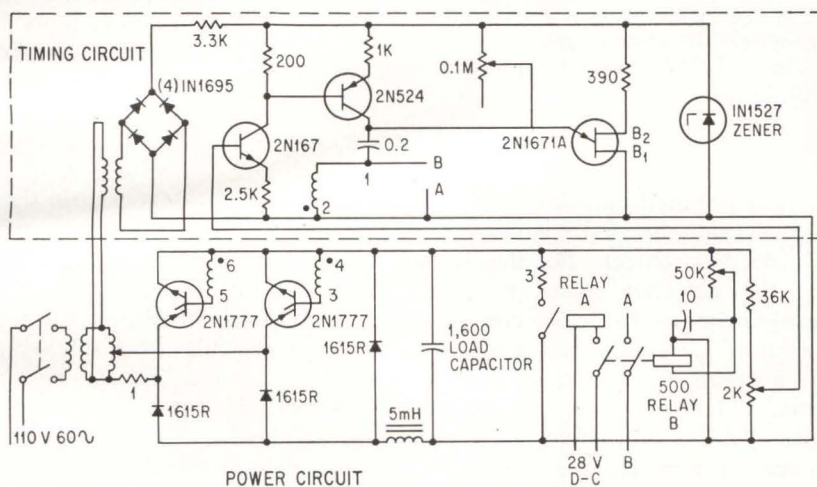 TIMING CIRCUIT
3.3K
(4) IN1695
200
1K
2N524
0.1M
390
IN1527
ZENER
2N167
0.2
2N1671A
B2
B1
2.5K
1
B
A
2
6
5
2N1777
4
3
2N1777
1615R
1,600
LOAD
CAPACITOR
3
RELAY
A
A
50K
10
36K
2K
500
RELAY
B
1
1615R
1615R
5mH
110 V 60~
28 V
D-C
B
POWER CIRCUIT